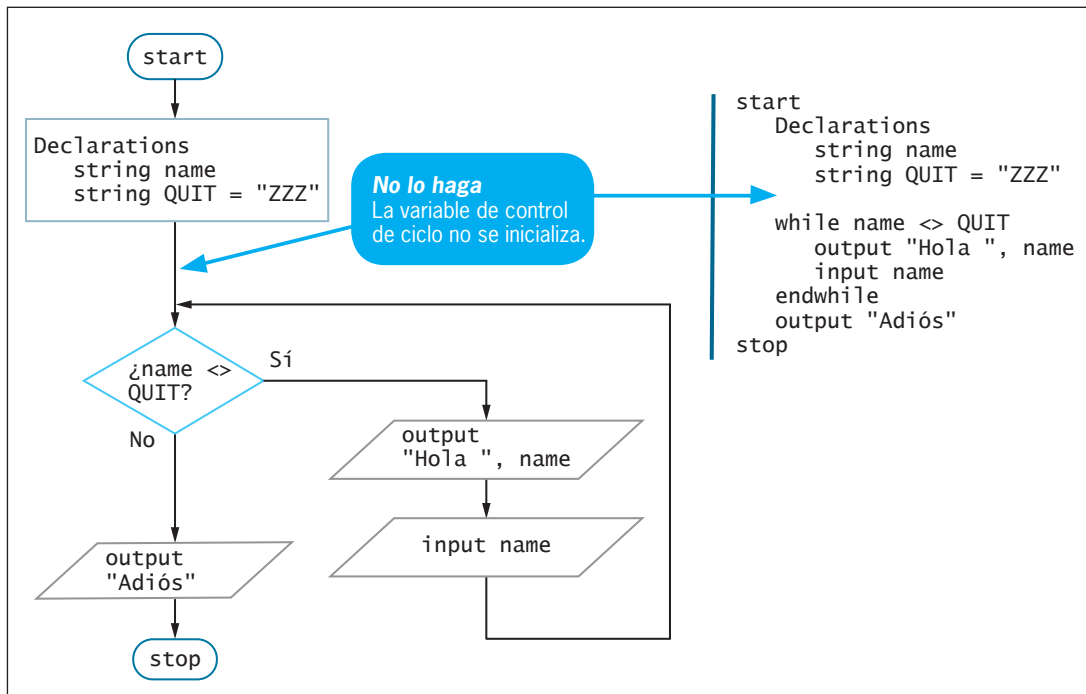 start
Declarations
string name
string QUIT = "ZZZ"
No lo haga
La variable de control
de ciclo no se inicializa.
¿name <>
QUIT?
Sí
No
output
"Hola ", name
input name
output
"Adiós"
stop
start
Declarations
string name
string QUIT = "ZZZ"
while name <> QUIT
output "Hola ", name
input name
endwhile
output "Adiós"
stop